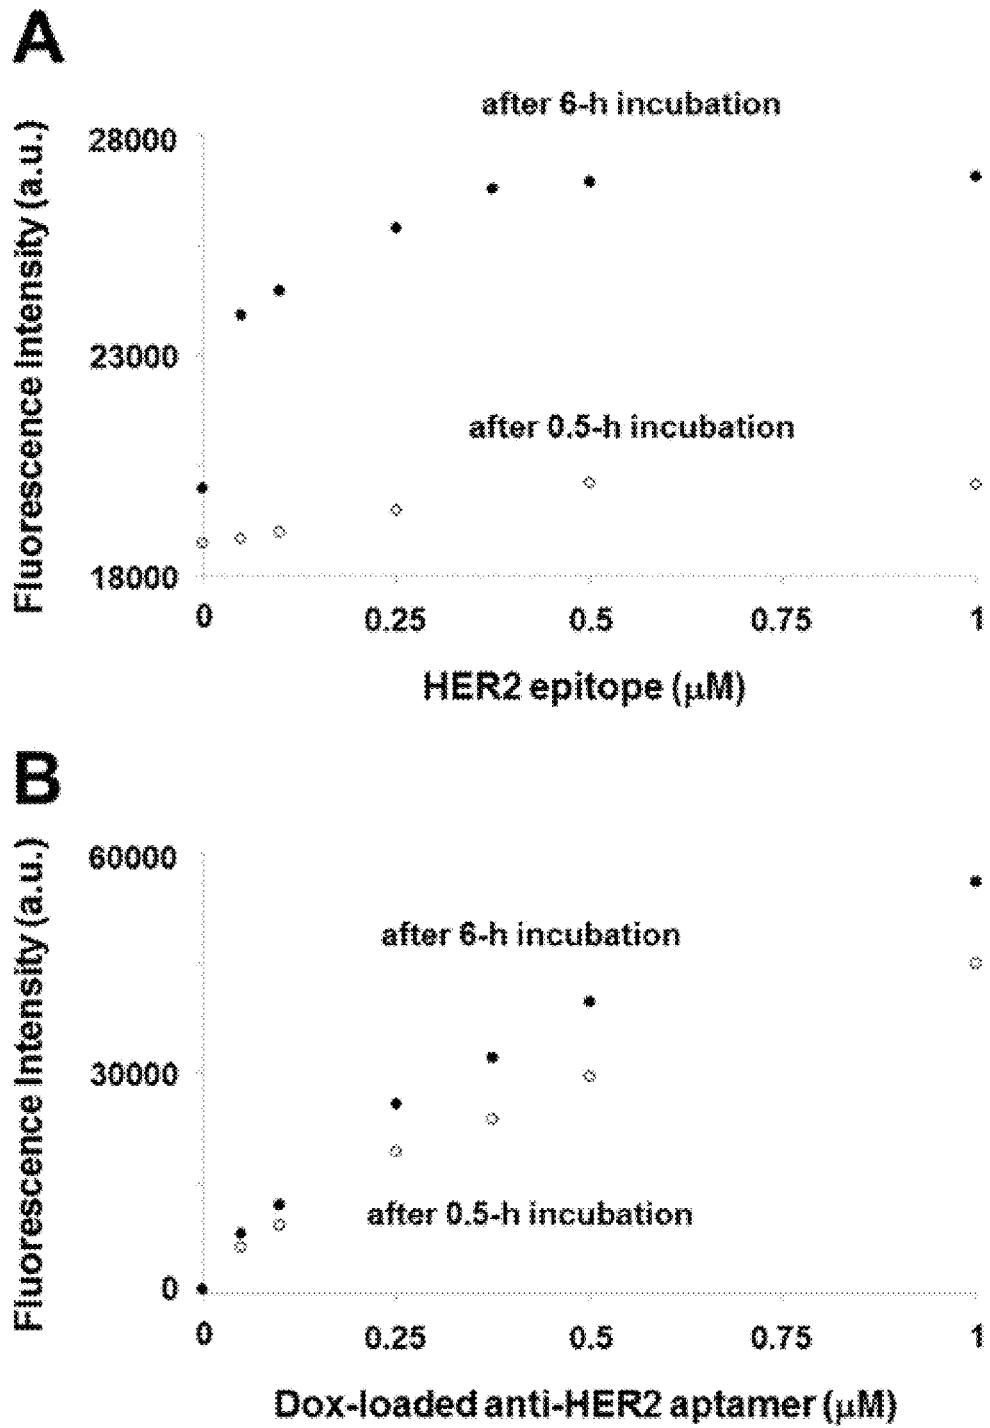 A
Fluorescence Intensity (a.u.)
after 6-h incubation
28000
23000
after 0.5-h incubation
18000
0 0.25 0.5 0.75 1
HER2 epitope (μM)
B
Fluorescence Intensity (a.u.)
60000
after 6-h incubation
30000
after 0.5-h incubation
0
0 0.25 0.5 0.75 1
Dox-loaded anti-HER2 aptamer (μM)